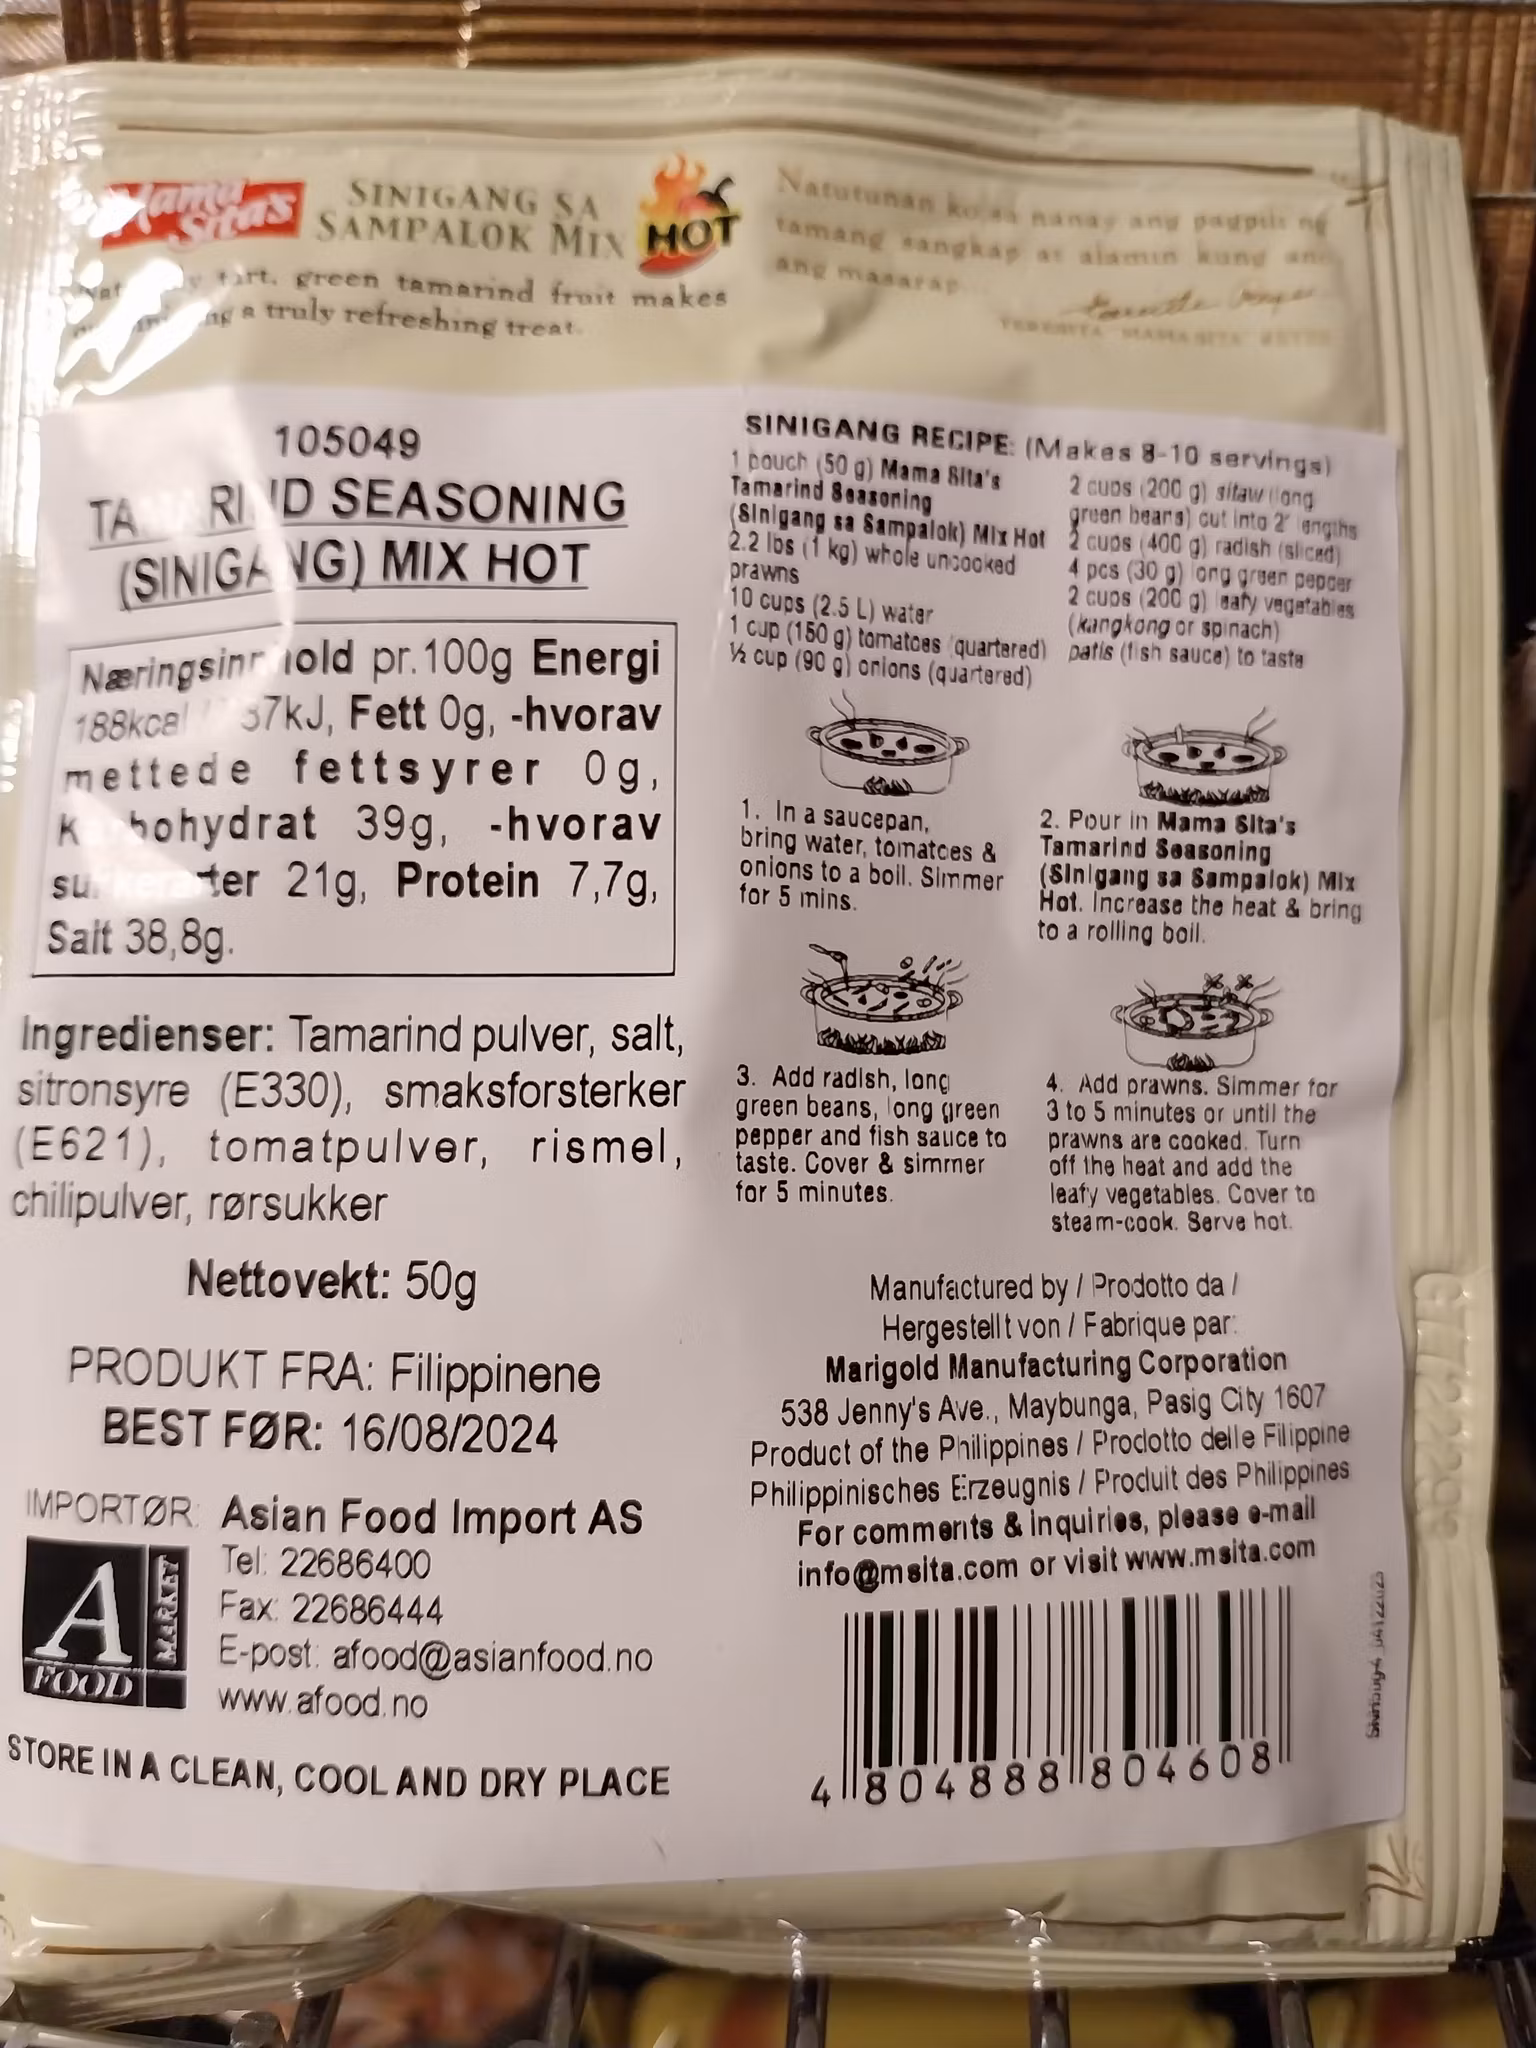 Mama Sita's
SINIGANG SA
SAMPALOK MIX HOT
tart, green tamarind fruit makes
a truly refreshing treat.
Natutunan ko sa nanay ang pagpili ng
tamang sangkap at alamin kung ano
ang masarap...
TERESITA "MAMA SITA" REYES
105049
TAMARIND SEASONING
(SINIGANG) MIX HOT
Næringsinnhold pr.100g Energi
188kcal 37kJ, Fett 0g, -hvorav
mettede fettsyrer 0g,
Karbohydrat 39g, -hvorav
sukkerarter 21g, Protein 7,7g,
Salt 38,8g.
Ingredienser: Tamarind pulver, salt,
sitronsyre (E330), smaksforsterker
(E621), tomatpulver, rismel,
chilipulver, rørsukker
Nettovekt: 50g
PRODUKT FRA: Filippinene
BEST FØR: 16/08/2024
IMPORTØR: Asian Food Import AS
Tel: 22686400
Fax: 22686444
E-post: afood@asianfood.no
www.afood.no
A
FOOD
MARKET
STORE IN A CLEAN, COOL AND DRY PLACE
SINIGANG RECIPE: (Makes 8-10 servings)
1 pouch (50 g) Mama Sita's
Tamarind Seasoning
(Sinigang sa Sampalok) Mix Hot
2.2 lbs (1 kg) whole uncooked
prawns
10 cups (2.5 L) water
1 cup (150 g) tomatoes (quartered)
½ cup (90 g) onions (quartered)
2 cups (200 g) sitaw (long
green beans) cut into 2" lengths
2 cups (400 g) radish (sliced)
4 pcs (30 g) long green pepper
2 cups (200 g) leafy vegetables
(kangkong or spinach)
patis (fish sauce) to taste
1. In a saucepan,
bring water, tomatoes &
onions to a boil. Simmer
for 5 mins.
2. Pour in Mama Sita's
Tamarind Seasoning
(Sinigang sa Sampalok) Mix
Hot. Increase the heat & bring
to a rolling boil.
3. Add radish, long
green beans, long green
pepper and fish sauce to
taste. Cover & simmer
for 5 minutes.
4. Add prawns. Simmer for
3 to 5 minutes or until the
prawns are cooked. Turn
off the heat and add the
leafy vegetables. Cover to
steam-cook. Serve hot.
Manufactured by / Prodotto da /
Hergestellt von / Fabrique par:
Marigold Manufacturing Corporation
538 Jenny's Ave., Maybunga, Pasig City 1607
Product of the Philippines / Prodotto delle Filippine
Philippinisches Erzeugnis / Produit des Philippines
For comments & inquiries, please e-mail
info@msita.com or visit www.msita.com
4 804888 804608